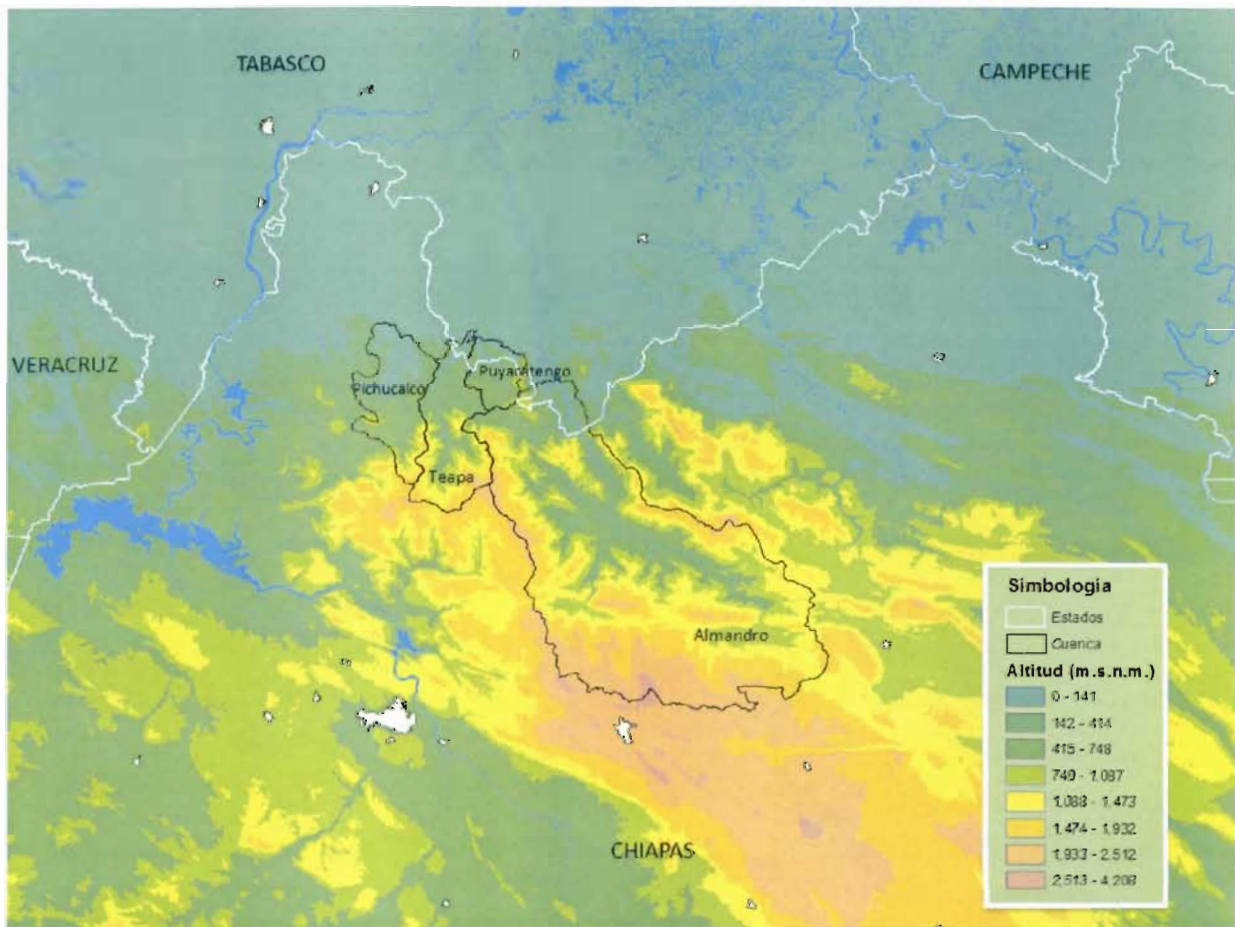 TABASCO
CAMPECHE
VERACRUZ
Puyacatengo
Pichucalco
Teapa
Almandro
CHIAPAS
Simbología
Estados
Cuenca
Altitud (m.s.n.m.)
0 - 141
142 - 414
415 - 748
749 - 1,087
1,088 - 1,473
1,474 - 1,932
1,933 - 2,512
2,513 - 4,208